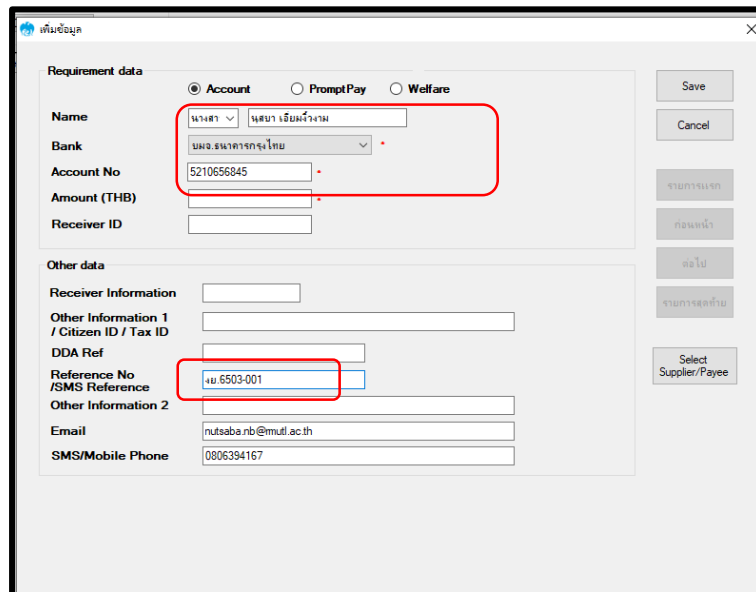 เพิ่มข้อมูล
Requirement data
Account PromptPay Welfare
Save
Name นางสา นุสบา เอี่ยมงิ้วงาม
Cancel
Bank บมจ.ธนาคารกรุงไทย *
Account No 5210656845 *
รายการแรก
Amount (THB) *
Receiver ID
ก่อนหน้า
Other data
ต่อไป
Receiver Information
รายการสุดท้าย
Other Information 1
/ Citizen ID / Tax ID
DDA Ref
Select
Supplier/Payee
Reference No
/SMS Reference
งย.6503-001
Other Information 2
Email nutsaba.nb@rmutl.ac.th
SMS/Mobile Phone 0806394167